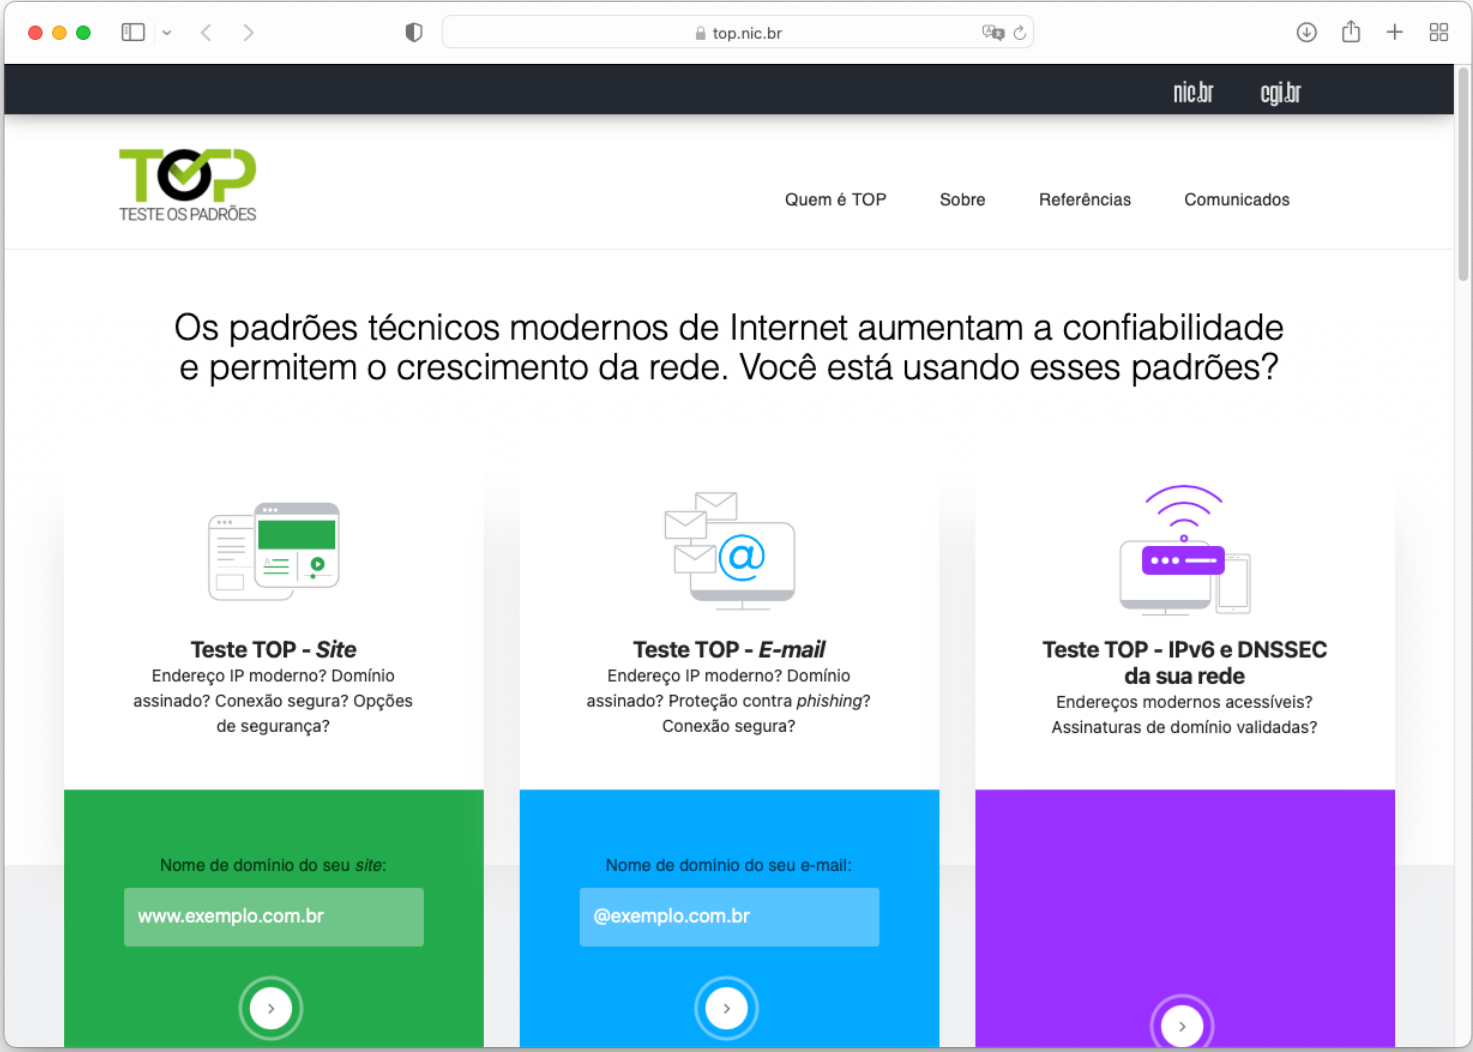 top.nic.br
nic.br cgi.br
TOP
TESTE OS PADRÕES
Quem é TOP Sobre Referências Comunicados
Os padrões técnicos modernos de Internet aumentam a confiabilidade
e permitem o crescimento da rede. Você está usando esses padrões?
Teste TOP - Site
Endereço IP moderno? Domínio
assinado? Conexão segura? Opções
de segurança?
Nome de domínio do seu site:
www.exemplo.com.br
@
Teste TOP - E-mail
Endereço IP moderno? Domínio
assinado? Proteção contra phishing?
Conexão segura?
Nome de domínio do seu e-mail:
@exemplo.com.br
Teste TOP - IPv6 e DNSSEC
da sua rede
Endereços modernos acessíveis?
Assinaturas de domínio validadas?